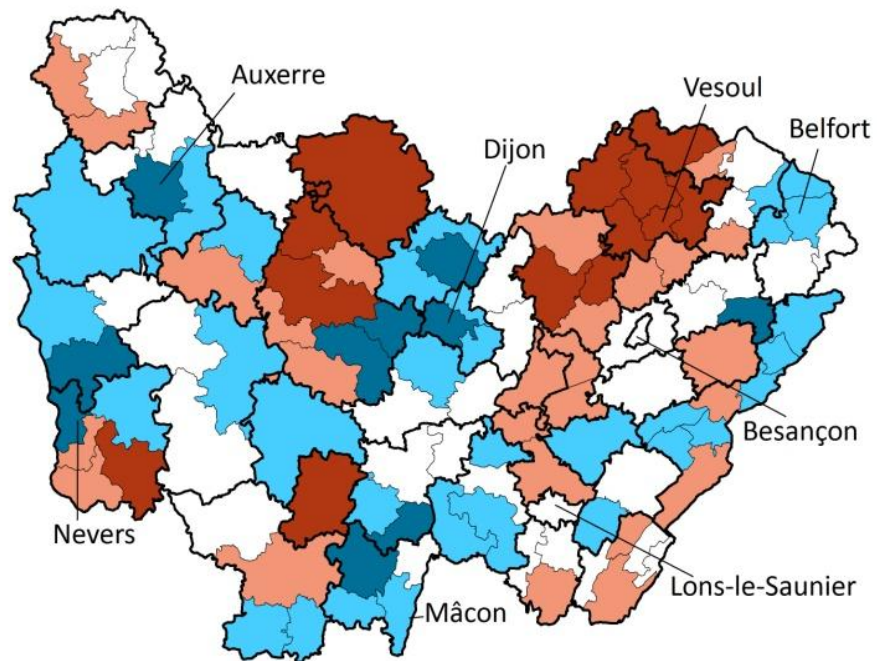 Auxerre
Vesoul
Belfort
Dijon
Besançon
Nevers
Lons-le-Saunier
Mâcon